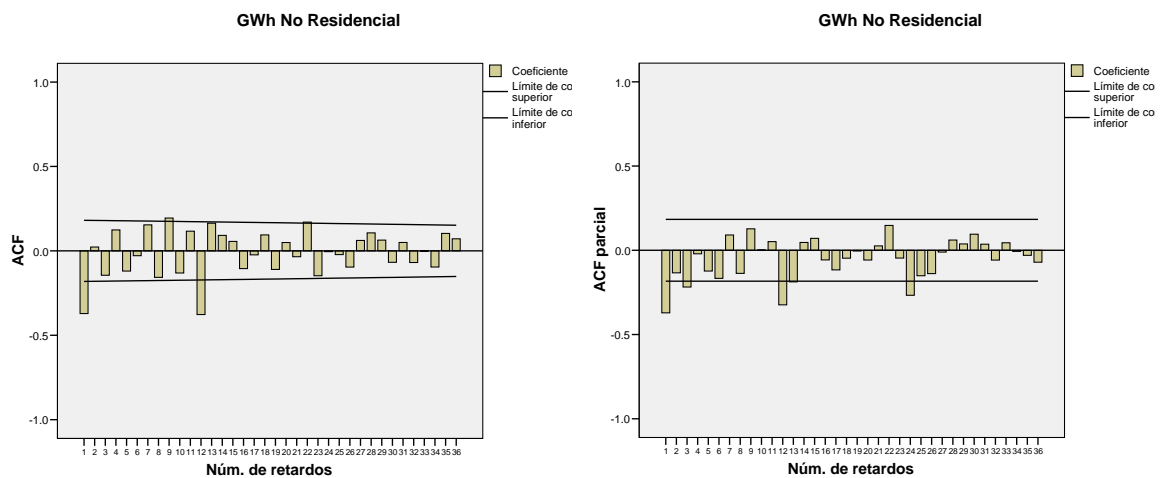 GWh No Residencial
1.0
0.5
0.0
-0.5
-1.0
ACF
1 2 3 4 5 6 7 8 9 10 11 12 13 14 15 16 17 18 19 20 21 22 23 24 25 26 27 28 29 30 31 32 33 34 35 36
Núm. de retardos
Coeficiente
Límite de co
superior
Límite de co
inferior
GWh No Residencial
1.0
0.5
0.0
-0.5
-1.0
ACF parcial
1 2 3 4 5 6 7 8 9 10 11 12 13 14 15 16 17 18 19 20 21 22 23 24 25 26 27 28 29 30 31 32 33 34 35 36
Núm. de retardos
Coeficiente
Límite de co
superior
Límite de co
inferior